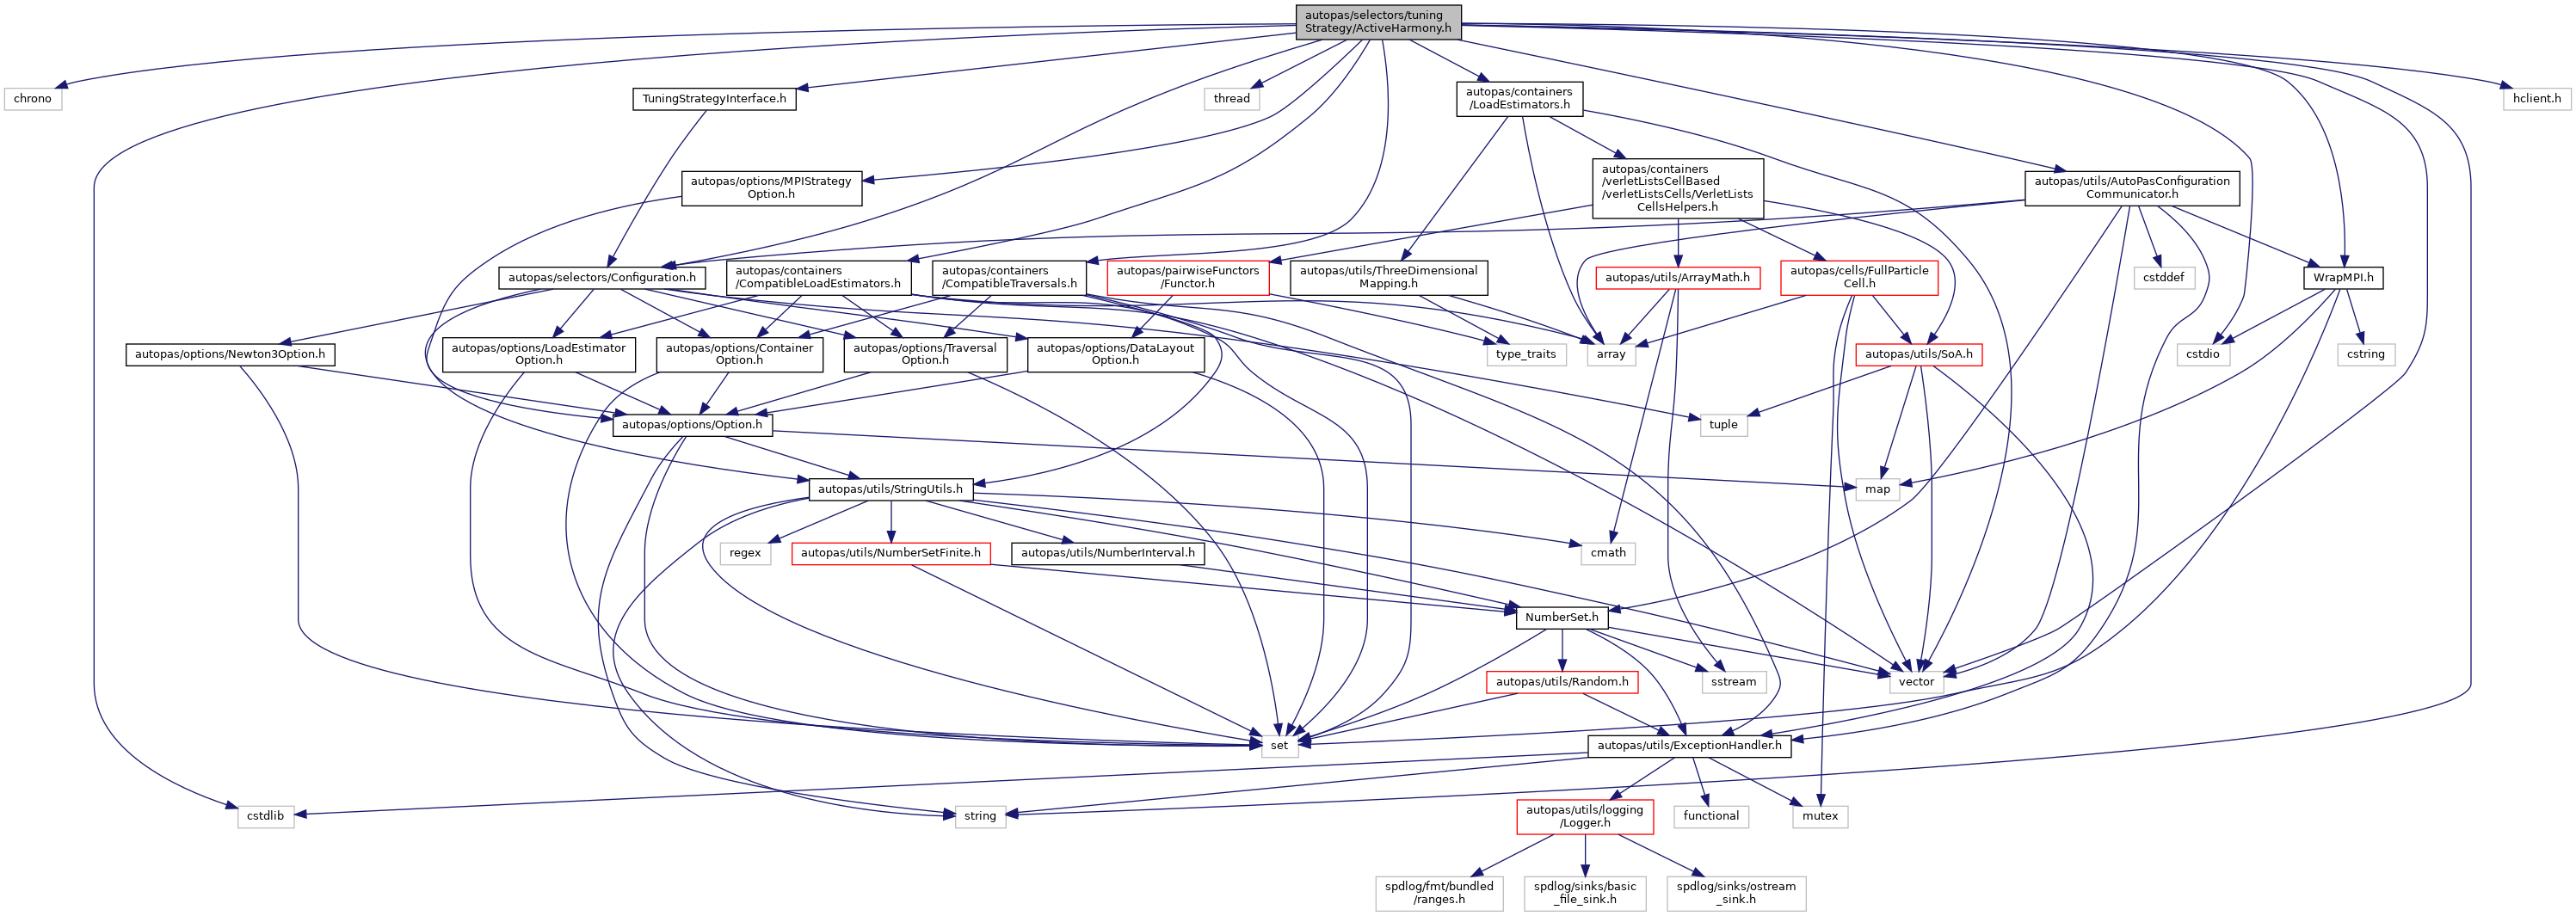 autopas/selectors/tuning
Strategy/ActiveHarmony.h
chrono
TuningStrategyInterface.h
thread
autopas/containers
/LoadEstimators.h
hclient.h
autopas/options/MPIStrategy
Option.h
autopas/containers
/verletListsCellBased
/verletListsCells/VerletLists
CellsHelpers.h
autopas/utils/AutoPasConfiguration
Communicator.h
autopas/selectors/Configuration.h
autopas/containers
/CompatibleLoadEstimators.h
autopas/containers
/CompatibleTraversals.h
autopas/pairwiseFunctors
/Functor.h
autopas/utils/ThreeDimensional
Mapping.h
autopas/utils/ArrayMath.h
autopas/cells/FullParticle
Cell.h
cstddef
WrapMPI.h
autopas/options/Newton3Option.h
autopas/options/LoadEstimator
Option.h
autopas/options/Container
Option.h
autopas/options/Traversal
Option.h
autopas/options/DataLayout
Option.h
type_traits
array
autopas/utils/SoA.h
cstdio
cstring
autopas/options/Option.h
tuple
autopas/utils/StringUtils.h
map
regex
autopas/utils/NumberSetFinite.h
autopas/utils/NumberInterval.h
cmath
NumberSet.h
autopas/utils/Random.h
sstream
vector
set
autopas/utils/ExceptionHandler.h
cstdlib
string
autopas/utils/logging
/Logger.h
functional
mutex
spdlog/fmt/bundled
/ranges.h
spdlog/sinks/basic
_file_sink.h
spdlog/sinks/ostream
_sink.h